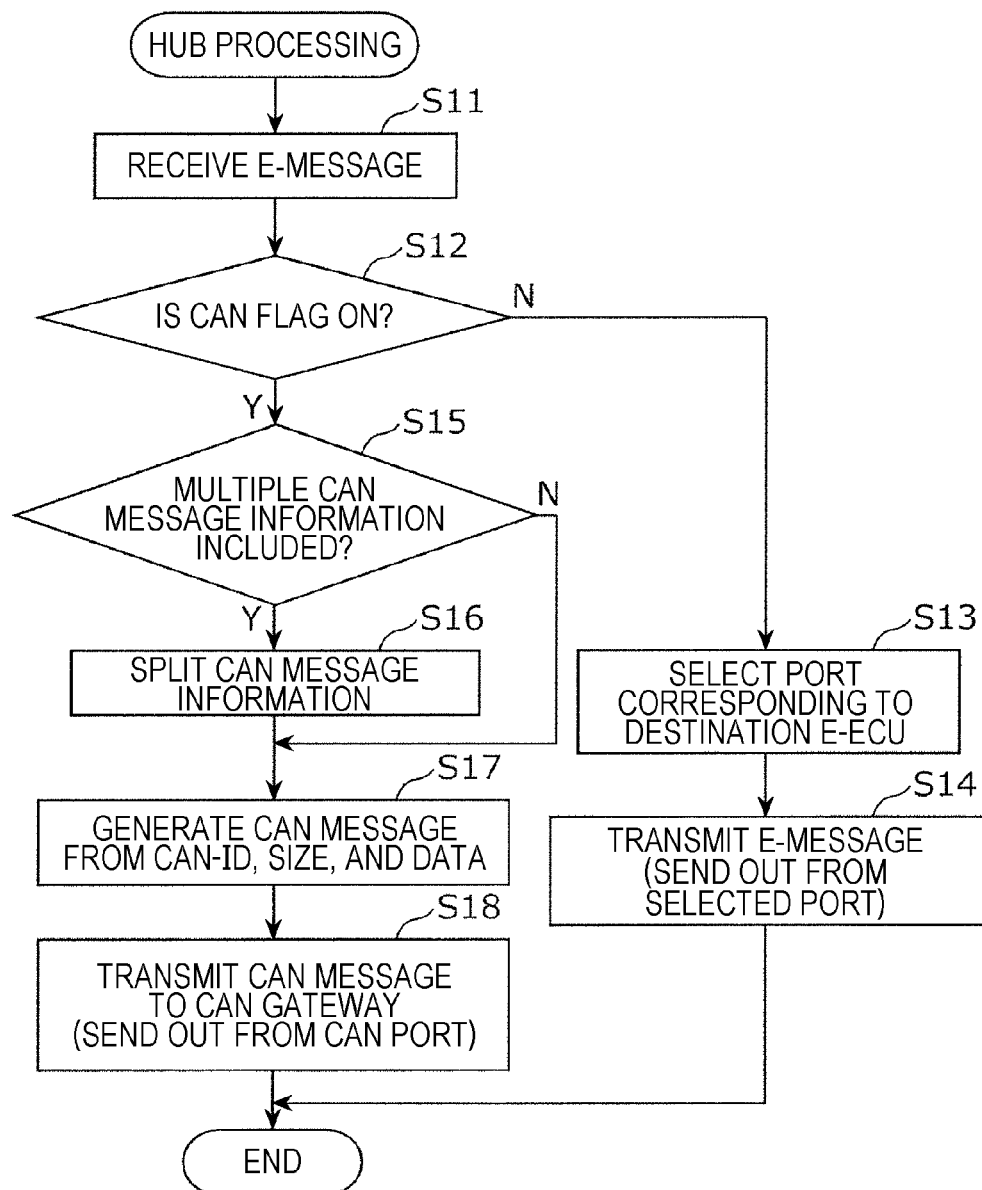 HUB PROCESSING
S11
RECEIVE E-MESSAGE
S12
IS CAN FLAG ON?
N
Y
S15
MULTIPLE CAN
MESSAGE INFORMATION
INCLUDED?
N
Y
S16
SPLIT CAN MESSAGE
INFORMATION
S13
SELECT PORT
CORRESPONDING TO
DESTINATION E-ECU
S17
GENERATE CAN MESSAGE
FROM CAN-ID, SIZE, AND DATA
S14
TRANSMIT E-MESSAGE
(SEND OUT FROM
SELECTED PORT)
S18
TRANSMIT CAN MESSAGE
TO CAN GATEWAY
(SEND OUT FROM CAN PORT)
END